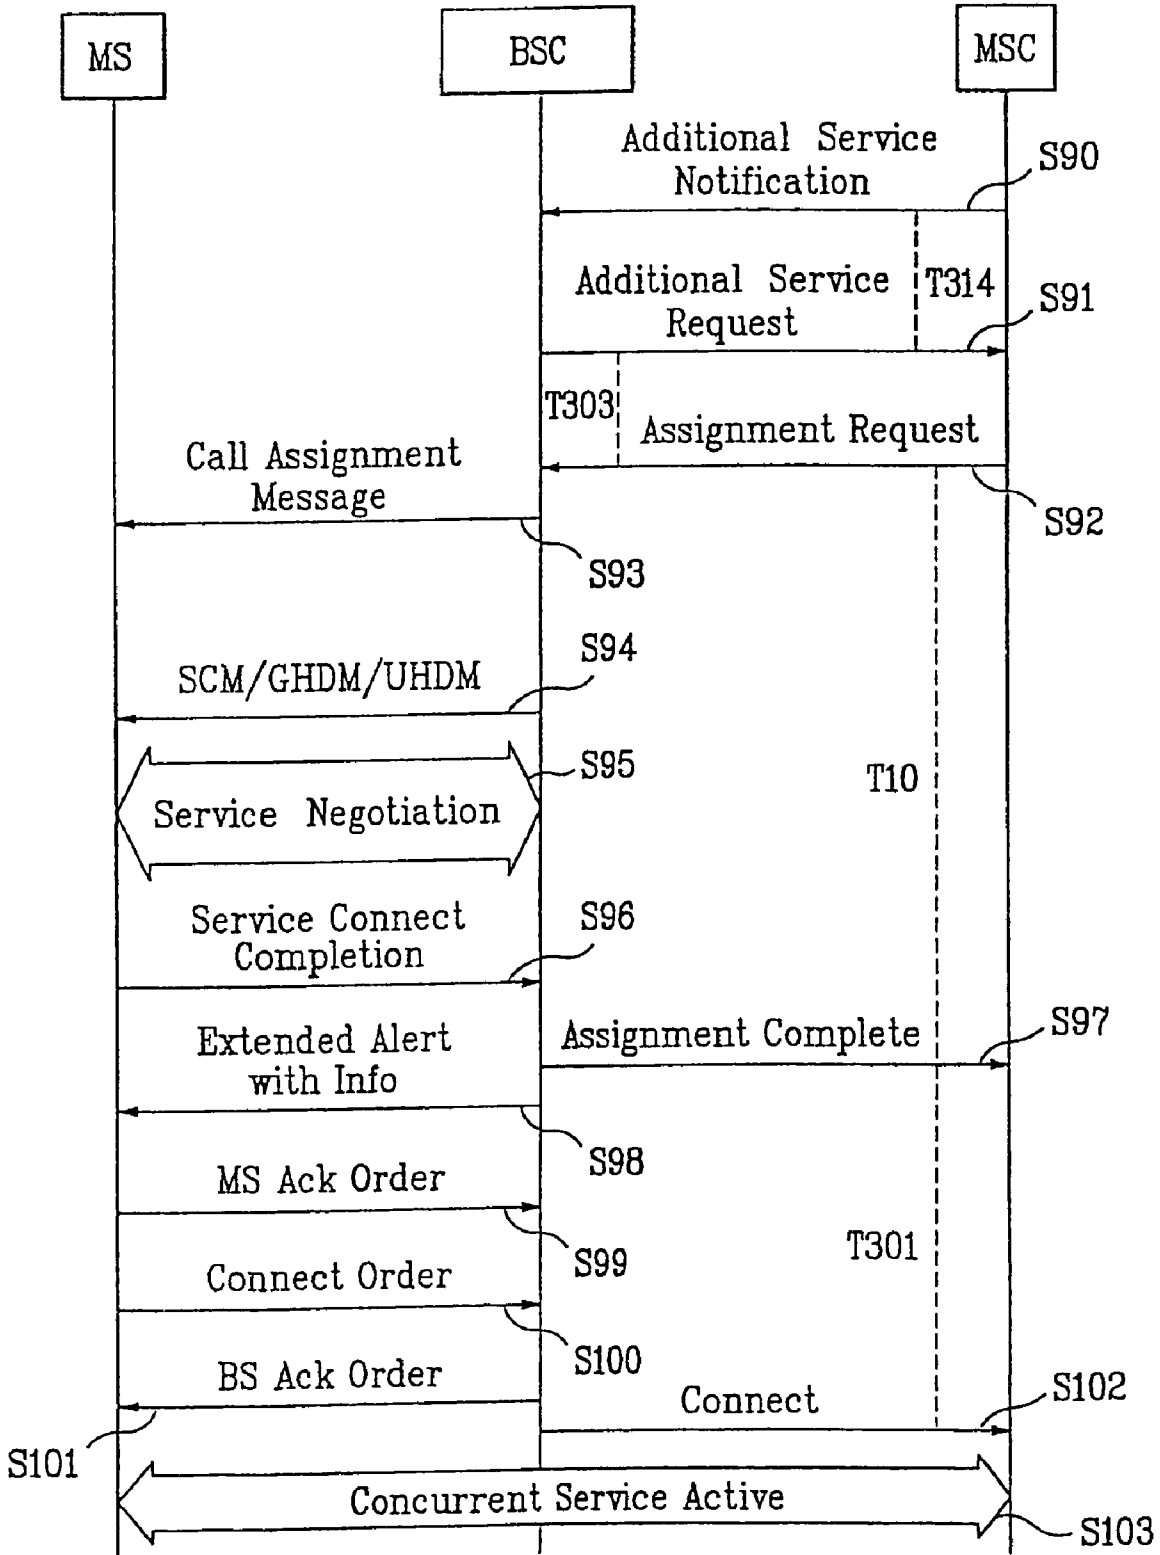 MS
BSC
MSC
Additional Service
Notification
S90
Additional Service
Request
T314
S91
T303
Assignment Request
S92
Call Assignment
Message
S93
SCM/GHDM/UHDM
S94
Service Negotiation
S95
T10
Service Connect
Completion
S96
Assignment Complete
S97
Extended Alert
with Info
S98
MS Ack Order
S99
T301
Connect Order
S100
BS Ack Order
S101
Connect
S102
Concurrent Service Active
S103